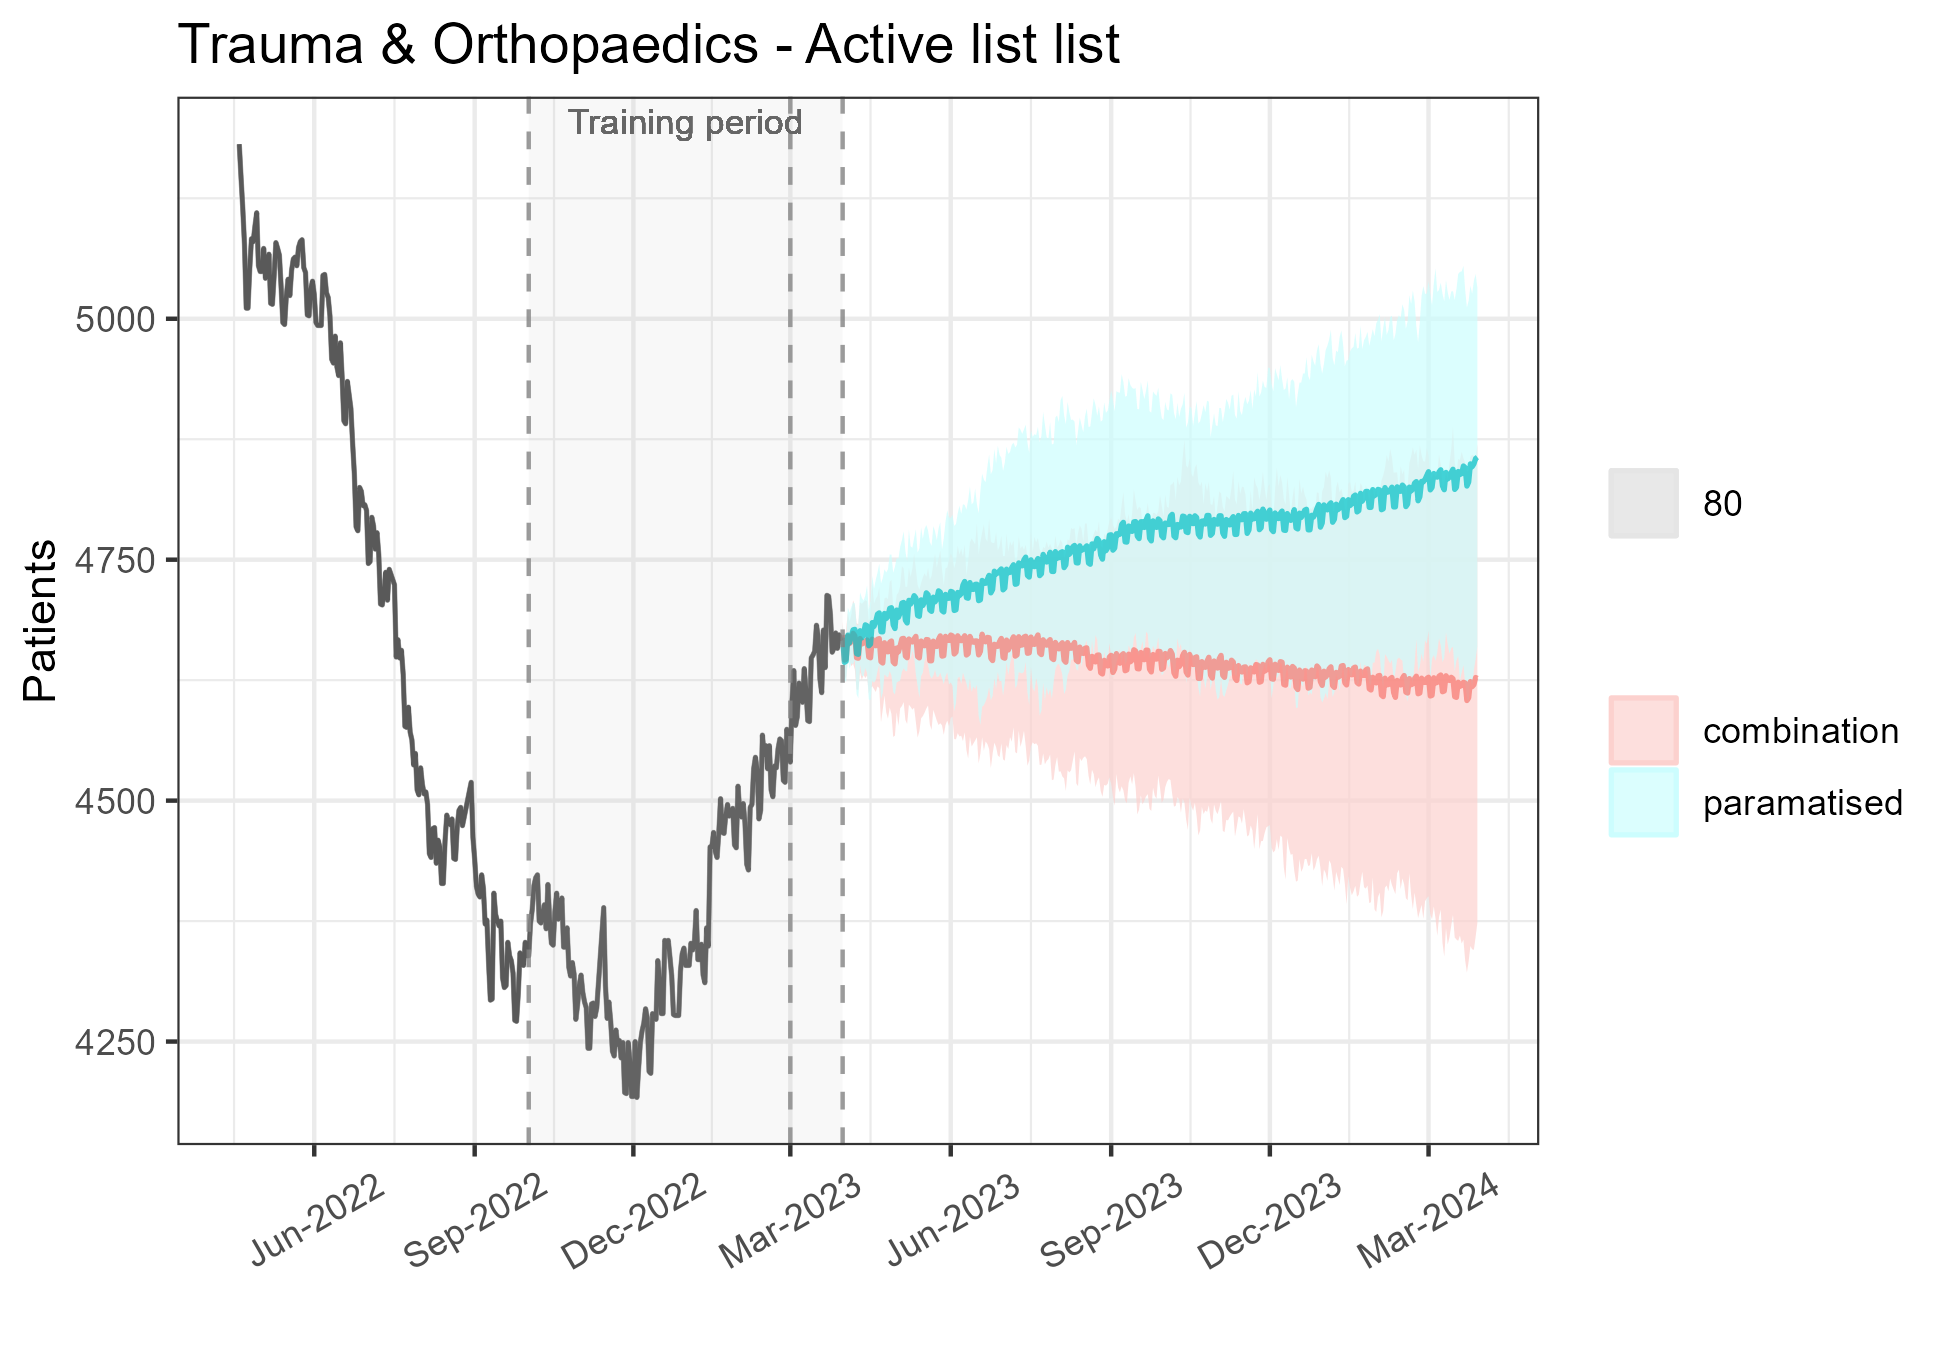 Trauma & Orthopaedics - Active list list
Training period
Patients
5000
4750
4500
4250
Jun-2022
Sep-2022
Dec-2022
Mar-2023
Jun-2023
Sep-2023
Dec-2023
Mar-2024
80
combination
paramatised